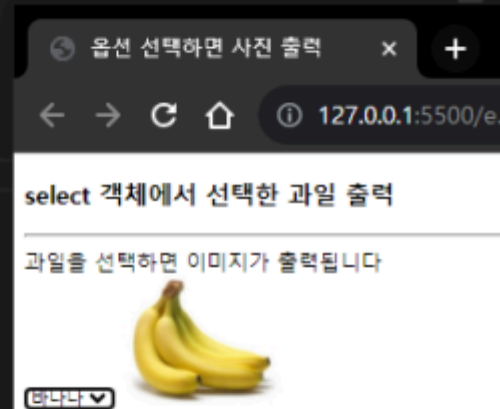 옵션 선택하면 사진 출력
127.0.0.1:5500/e.
select 객체에서 선택한 과일 출력
과일을 선택하면 이미지가 출력됩니다
바나나